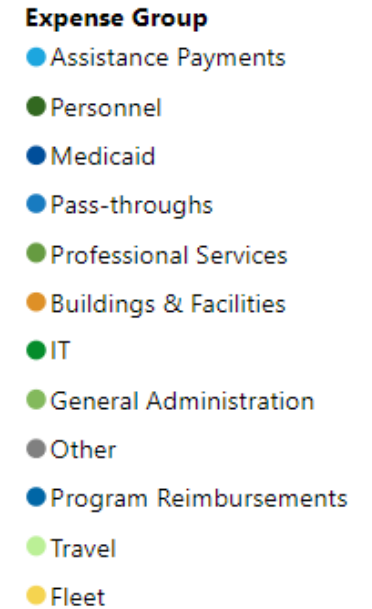 Expense Group
Assistance Payments
Personnel
Medicaid
Pass-throughs
Professional Services
Buildings & Facilities
IT
General Administration
Other
Program Reimbursements
Travel
Fleet